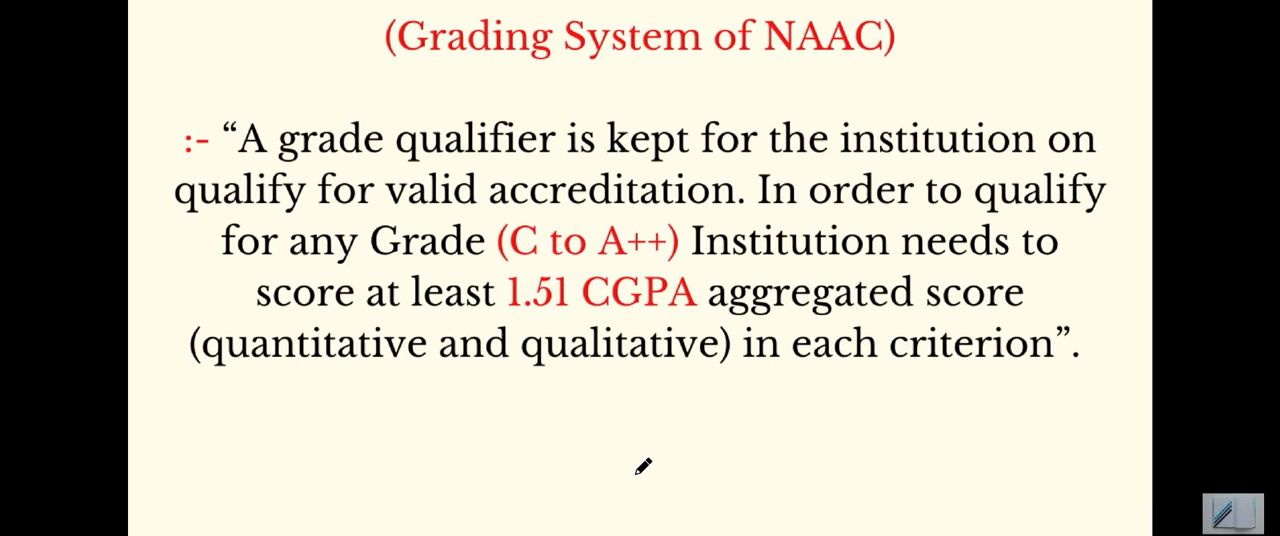 (Grading System of NAAC)
:- “A grade qualifier is kept for the institution on
qualify for valid accreditation. In order to qualify
for any Grade (C to A++) Institution needs to
score at least 1.51 CGPA aggregated score
(quantitative and qualitative) in each criterion”.